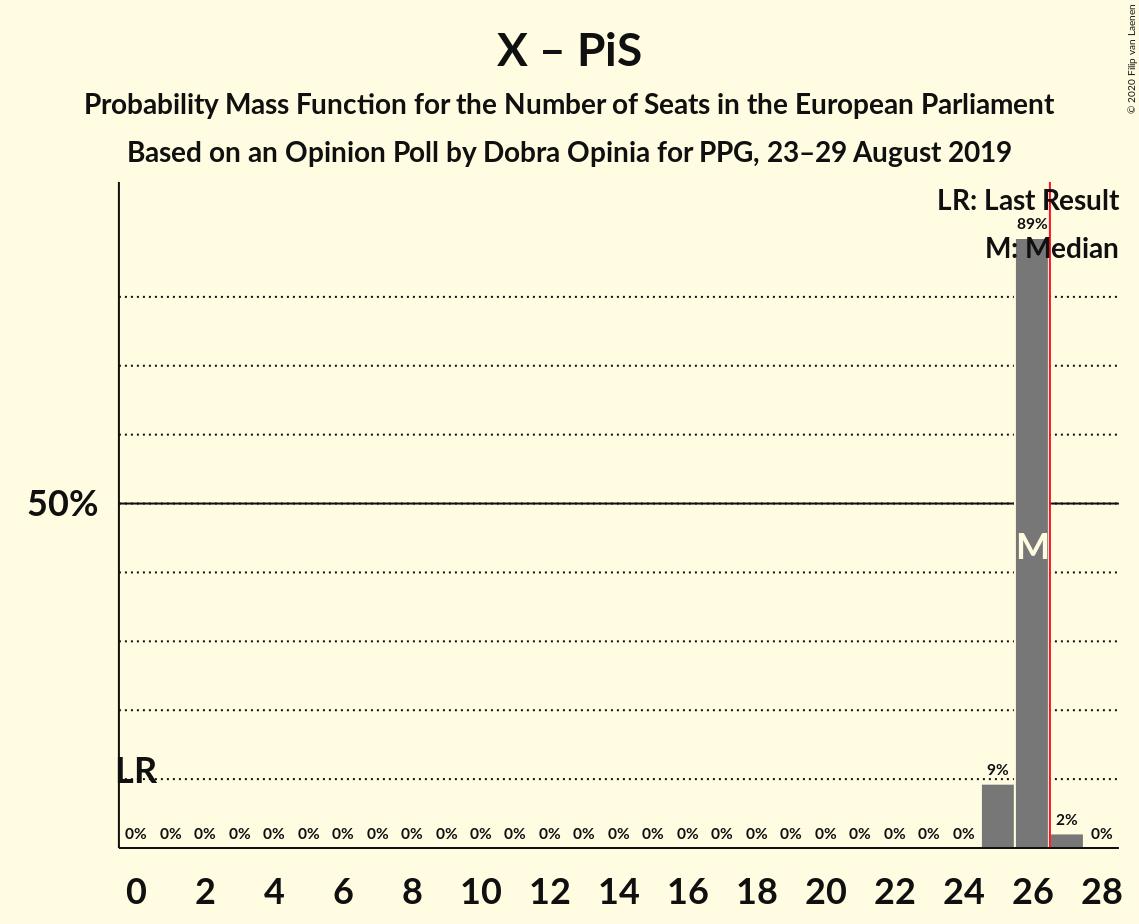 X – PiS
Probability Mass Function for the Number of Seats in the European Parliament
Based on an Opinion Poll by Dobra Opinia for PPG, 23–29 August 2019
© 2020 Filip van Laenen
LR: Last Result
89%
M: Median
50%
M
LR
9%
2%
0% 0% 0% 0% 0% 0% 0% 0% 0% 0% 0% 0% 0% 0% 0% 0% 0% 0% 0% 0% 0% 0% 0% 0% 0% 0%
0 2 4 6 8 10 12 14 16 18 20 22 24 26 28